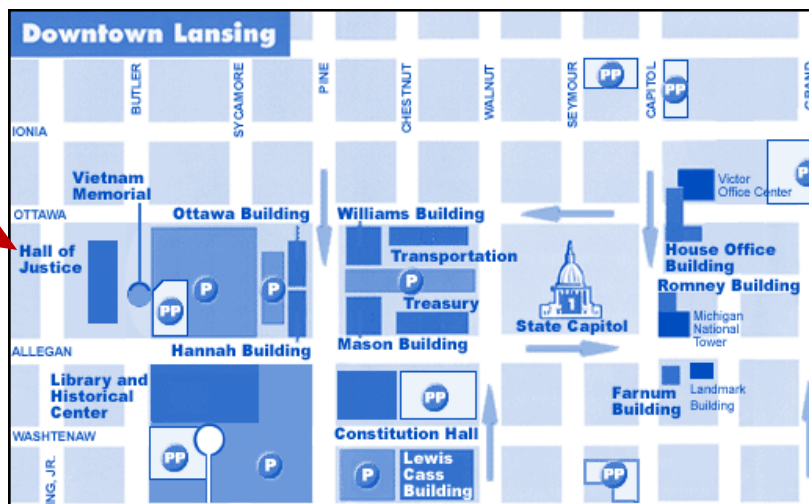 Downtown Lansing
BUTLER
SYCAMORE
PINE
CHESTNUT
WALNUT
SEYMOUR
CAPITOL
GRAND
PP
PP
IONIA
P
Vietnam
Memorial
Victor
Office Center
OTTAWA
Ottawa Building
Williams Building
Hall of
Justice
Transportation
House Office
Building
P
P
P
PP
Treasury
1
State Capitol
Romney Building
Michigan
National
Tower
ALLEGAN
Hannah Building
Mason Building
Library and
Historical
Center
PP
Farnum
Building
Landmark
Building
WASHTENAW
Constitution Hall
PP
P
P
Lewis
Cass
Building
PP
NG, JR.